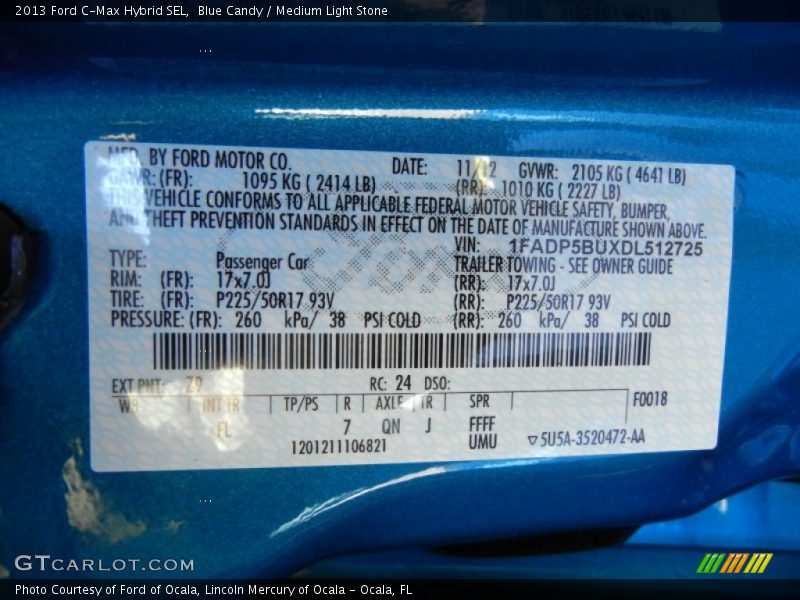 2013 Ford C-Max Hybrid SEL, Blue Candy / Medium Light Stone
MFD. BY FORD MOTOR CO. DATE: 11/12 GVWR: 2105 KG ( 4641 LB)
GAWR: (FR): 1095 KG ( 2414 LB) (RR): 1010 KG ( 2227 LB)
THIS VEHICLE CONFORMS TO ALL APPLICABLE FEDERAL MOTOR VEHICLE SAFETY, BUMPER,
AND THEFT PREVENTION STANDARDS IN EFFECT ON THE DATE OF MANUFACTURE SHOWN ABOVE.
VIN: 1FADP5BUXDL512725
TYPE: Passenger Car TRAILER TOWING - SEE OWNER GUIDE
RIM: (FR): 17x7.0J (RR): 17x7.0J
TIRE: (FR): P225/50R17 93V (RR): P225/50R17 93V
PRESSURE: (FR): 260 kPa/ 38 PSI COLD (RR): 260 kPa/ 38 PSI COLD
EXT PNT: Z9 RC: 24 DSO:
WB INT TR TP/PS R AXLE TR SPR F0018
FL 7 QN J FFFF
1201211106821 UMU ▽5U5A-3520472-AA
GTCARLOT.COM
Photo Courtesy of Ford of Ocala, Lincoln Mercury of Ocala - Ocala, FL